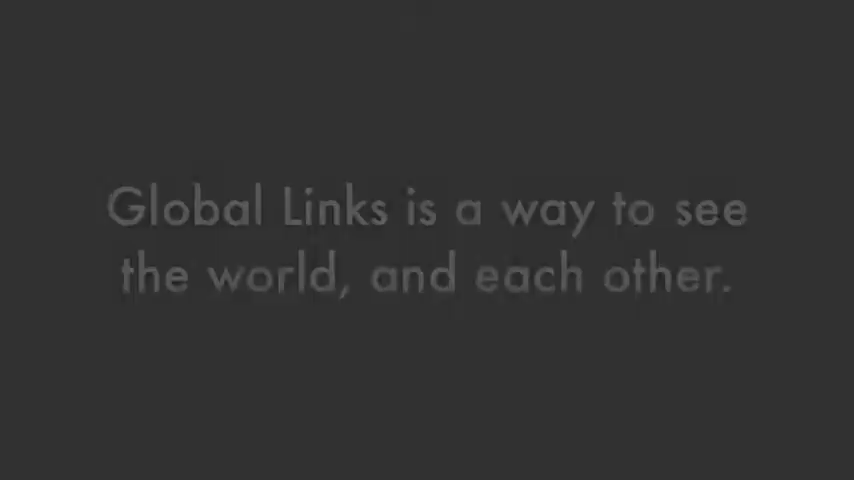 Global Links is a way to see
the world, and each other.